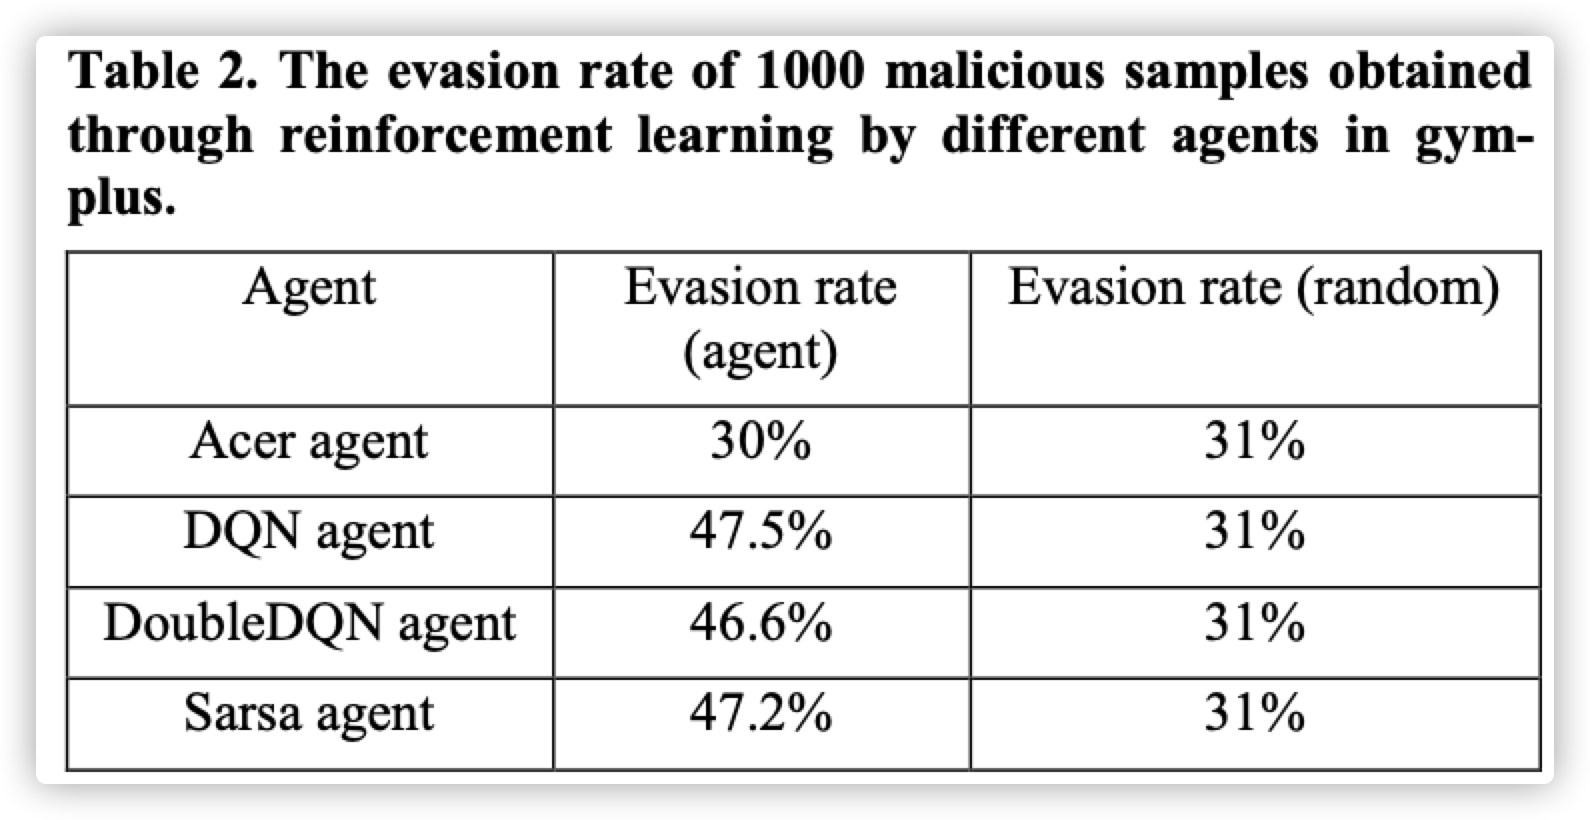 Table 2. The evasion rate of 1000 malicious samples obtained
through reinforcement learning by different agents in gym-
plus.
Agent Evasion rate (agent) Evasion rate (random)
Acer agent 30% 31%
DQN agent 47.5% 31%
DoubleDQN agent 46.6% 31%
Sarsa agent 47.2% 31%